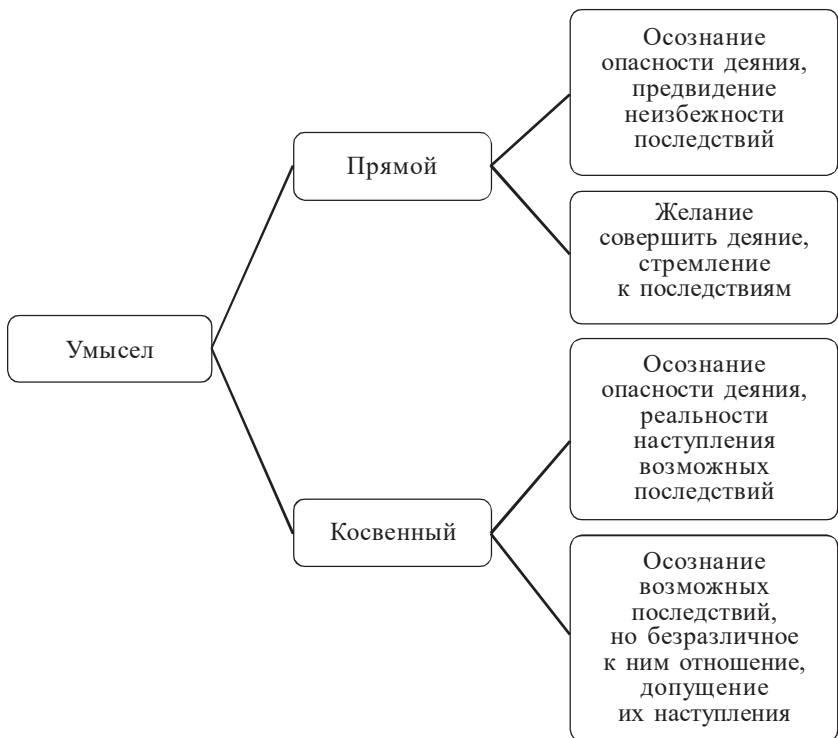 Умысел
Прямой
Осознание
опасности деяния,
предвидение
неизбежности
последствий
Желание
совершить деяние,
стремление
к последствиям
Косвенный
Осознание
опасности деяния,
реальности
наступления
возможных
последствий
Осознание
возможных
последствий,
но безразличное
к ним отношение,
допущение
их наступления